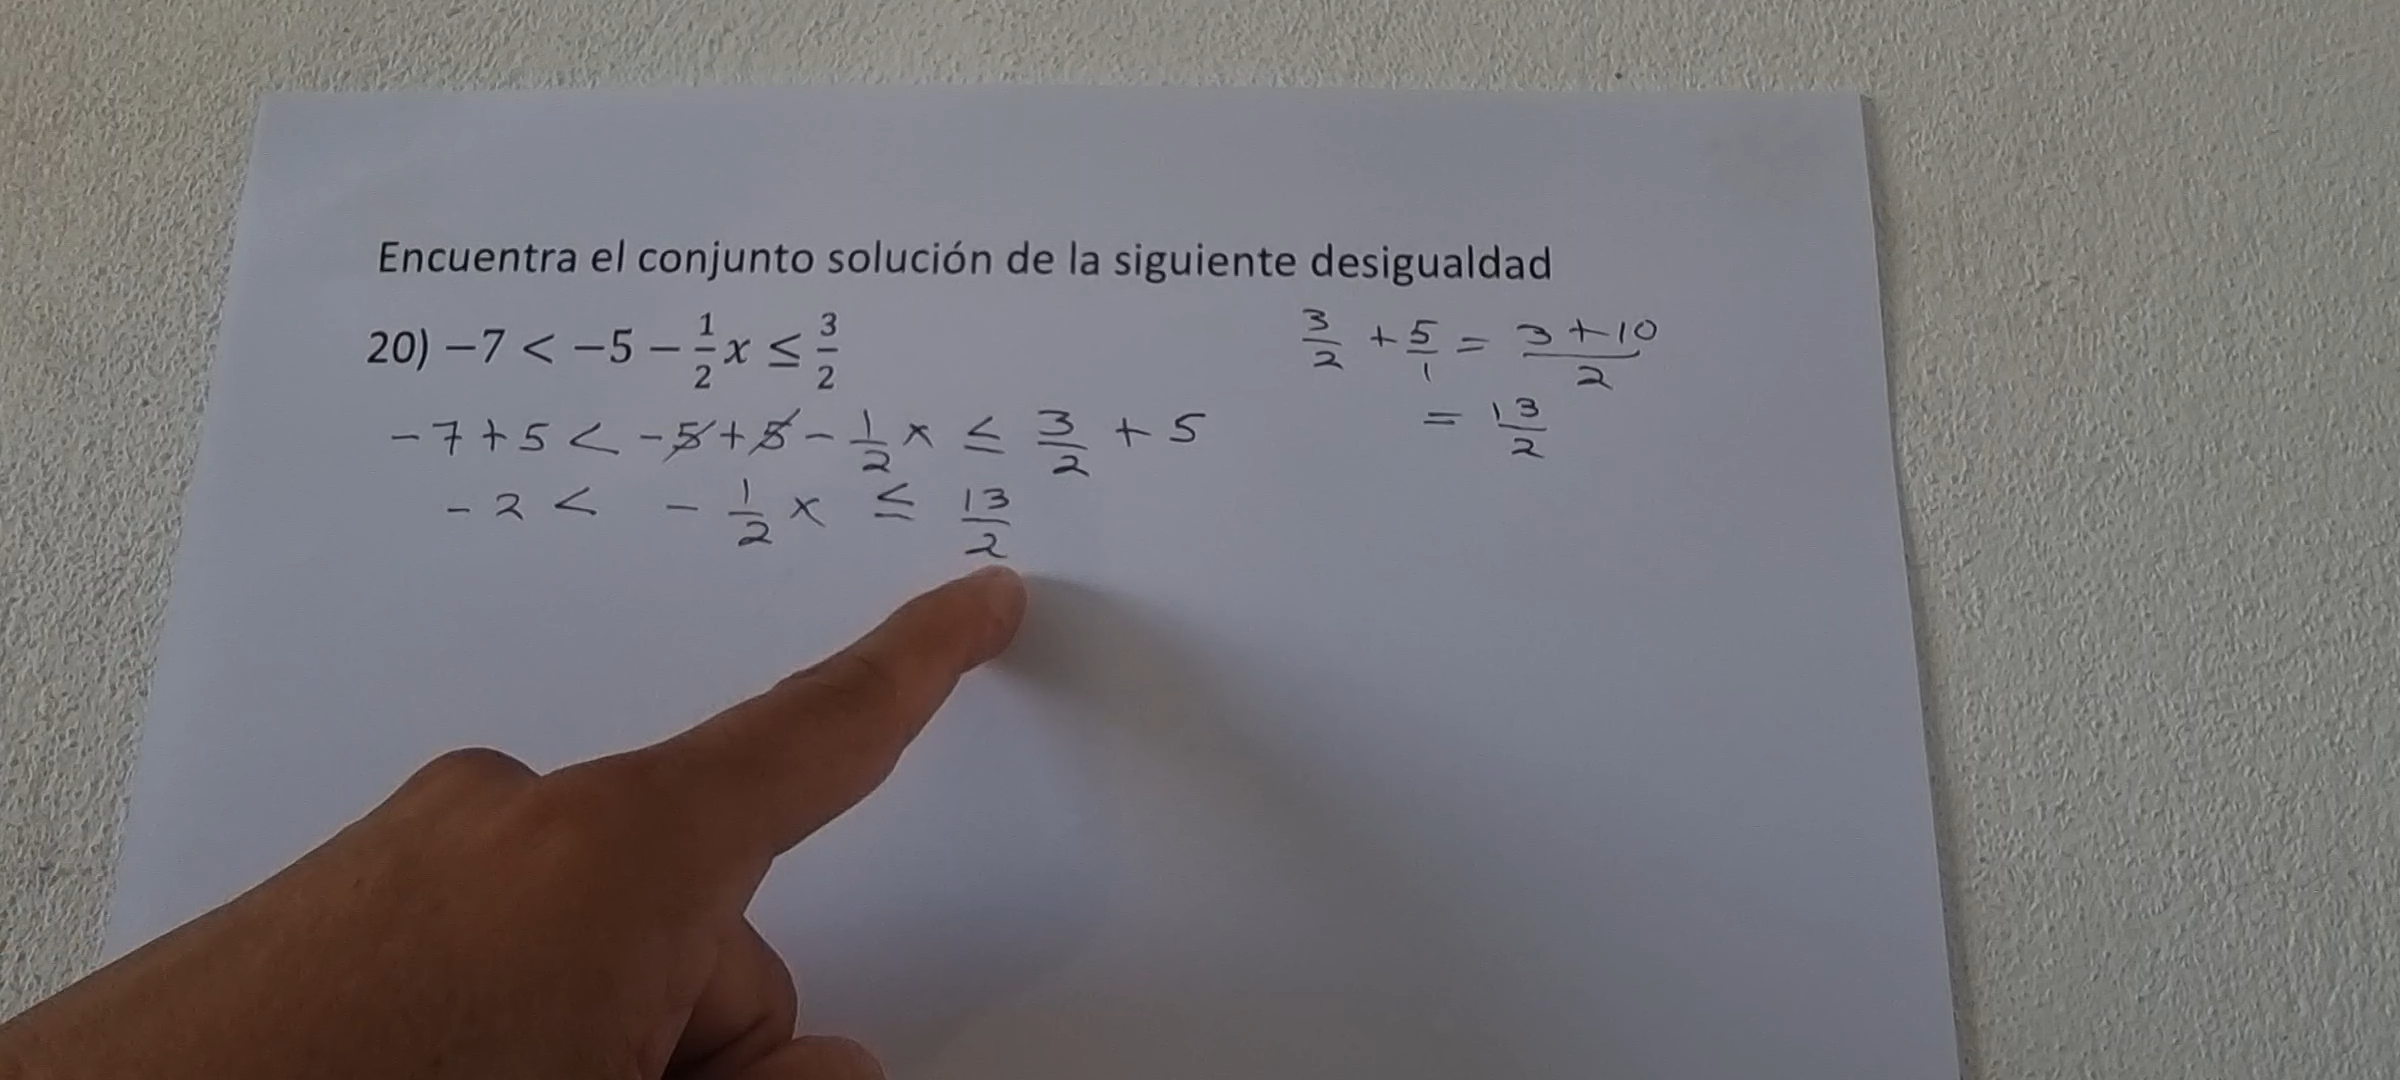 Encuentra el conjunto solución de la siguiente desigualdad
20) −7 < −5 − 1/2 x ≤ 3/2
-7+5 < -5+5 - 1/2 x ≤ 3/2 + 5
-2 < - 1/2 x ≤ 13/2
3/2 + 5/1 = 3+10/2
= 13/2